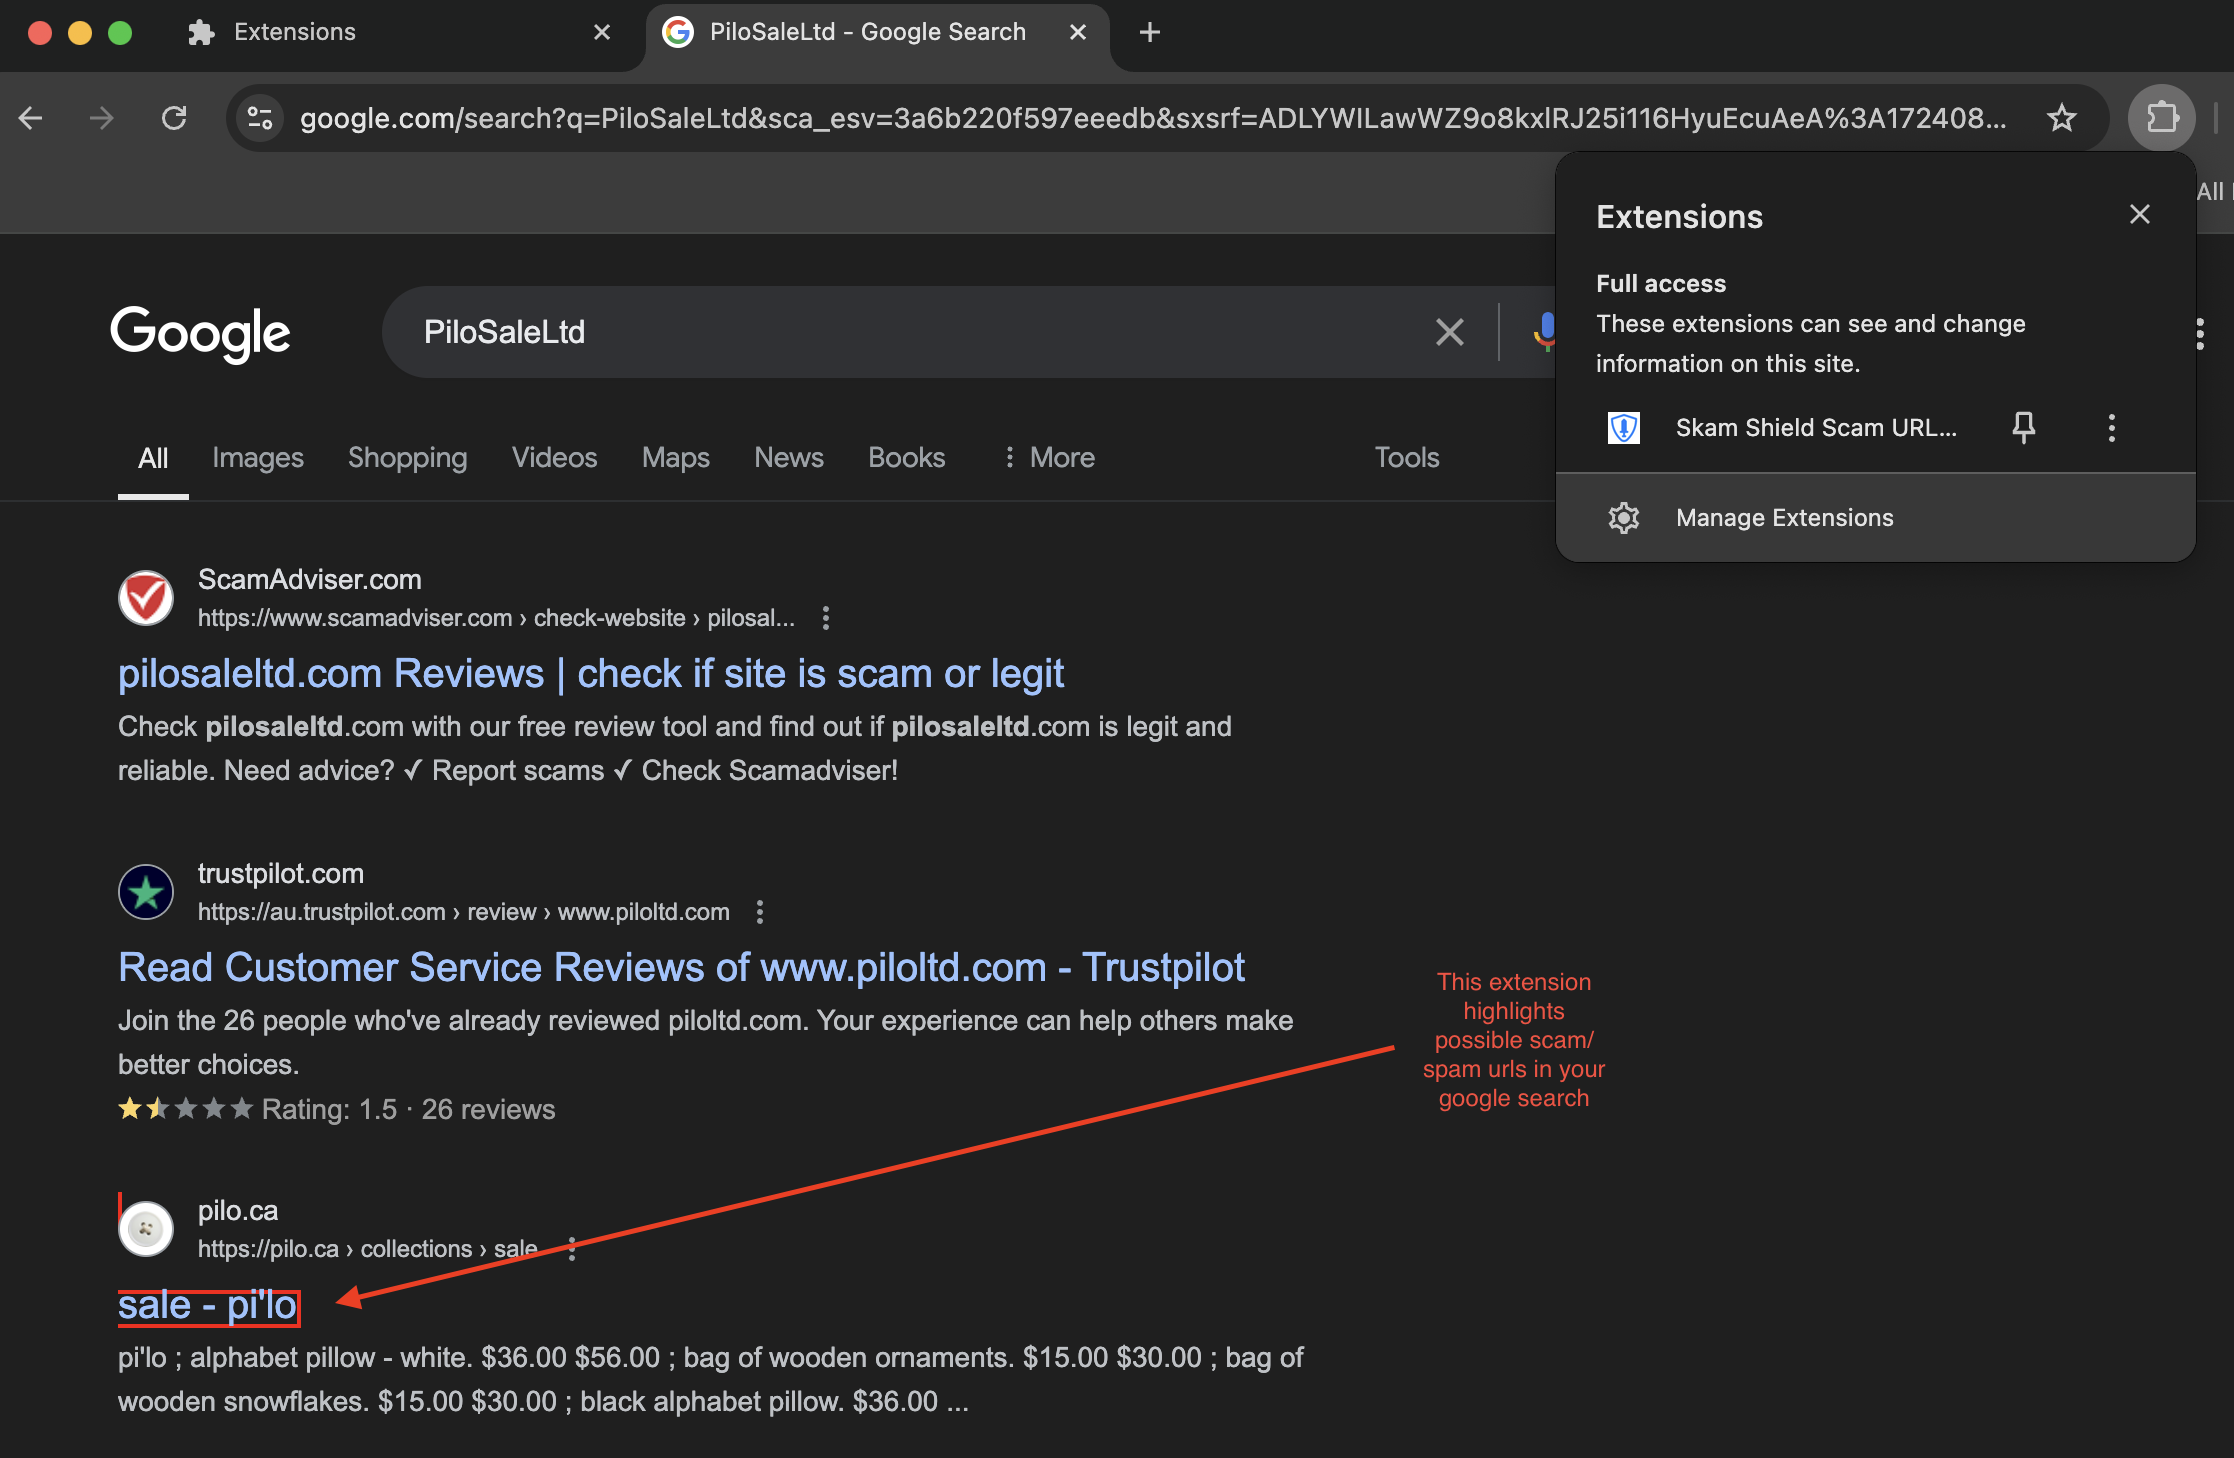 Extensions
PiloSaleLtd - Google Search
google.com/search?q=PiloSaleLtd&sca_esv=3a6b220f597eeedb&sxsrf=ADLYWILawWZ9o8kxlRJ25i116HyuEcuAeA%3A172408...
All
Extensions
Full access
These extensions can see and change
information on this site.
Skam Shield Scam URL...
Manage Extensions
Google
PiloSaleLtd
All Images Shopping Videos Maps News Books More Tools
ScamAdviser.com
https://www.scamadviser.com › check-website › pilosal...
pilosaleltd.com Reviews | check if site is scam or legit
Check pilosaleltd.com with our free review tool and find out if pilosaleltd.com is legit and
reliable. Need advice? ✓ Report scams ✓ Check Scamadviser!
trustpilot.com
https://au.trustpilot.com › review › www.piloltd.com
Read Customer Service Reviews of www.piloltd.com - Trustpilot
Join the 26 people who've already reviewed piloltd.com. Your experience can help others make
better choices.
Rating: 1.5 · 26 reviews
This extension
highlights
possible scam/
spam urls in your
google search
pilo.ca
https://pilo.ca › collections › sale
sale - pi'lo
pi'lo ; alphabet pillow - white. $36.00 $56.00 ; bag of wooden ornaments. $15.00 $30.00 ; bag of
wooden snowflakes. $15.00 $30.00 ; black alphabet pillow. $36.00 ...